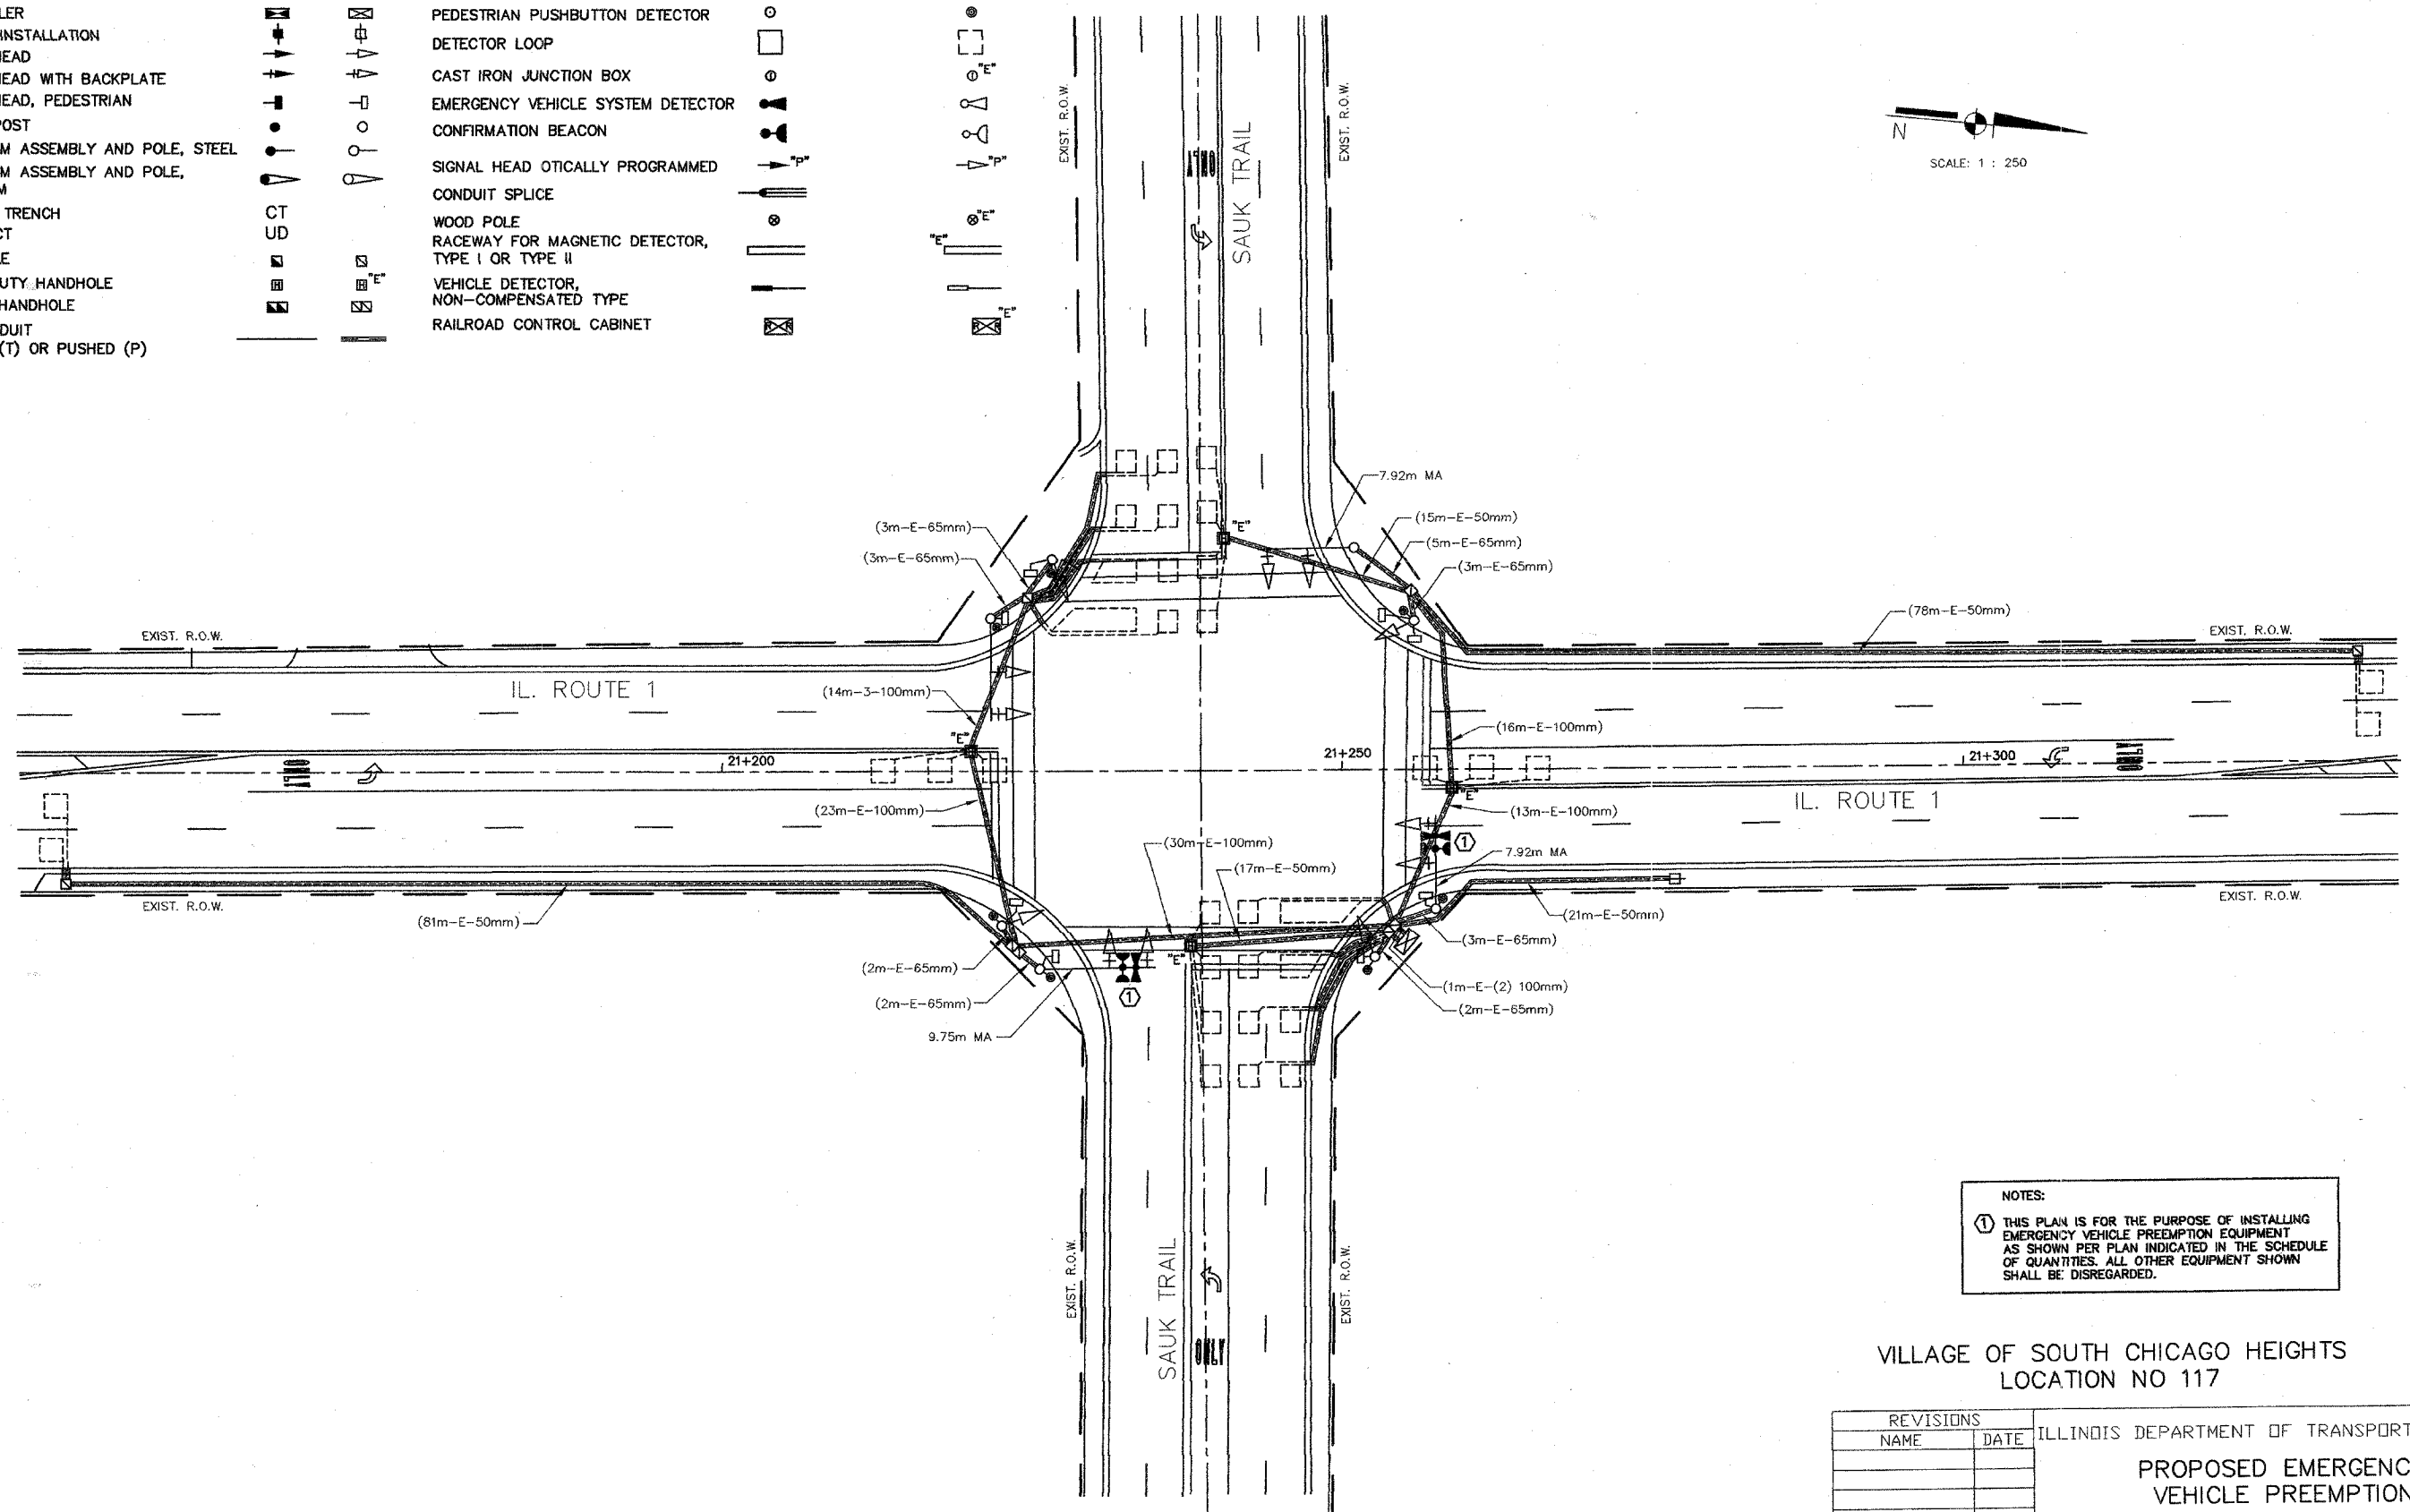 LER
INSTALLATION
EAD
EAD WITH BACKPLATE
EAD, PEDESTRIAN
OST
M ASSEMBLY AND POLE, STEEL
M ASSEMBLY AND POLE,
M
TRENCH CT
CT UD
E
UTY HANDHOLE "E"
HANDHOLE
DUIT
(T) OR PUSHED (P)
PEDESTRIAN PUSHBUTTON DETECTOR
DETECTOR LOOP
CAST IRON JUNCTION BOX "E"
EMERGENCY VEHICLE SYSTEM DETECTOR
CONFIRMATION BEACON
SIGNAL HEAD OTICALLY PROGRAMMED "P" "P"
CONDUIT SPLICE
WOOD POLE "E"
RACEWAY FOR MAGNETIC DETECTOR, "E"
TYPE I OR TYPE II
VEHICLE DETECTOR,
NON-COMPENSATED TYPE
RAILROAD CONTROL CABINET "E"
EXIST. R.O.W.
SAUK TRAIL
ONLY
EXIST. R.O.W.
N
SCALE: 1 : 250
7.92m MA
(3m-E-65mm)
"E"
(15m-E-50mm)
(3m-E-65mm)
(5m-E-65mm)
(3m-E-65mm)
(78m-E-50mm)
EXIST. R.O.W.
EXIST. R.O.W.
IL. ROUTE 1
(14m-3-100mm)
(16m-E-100mm)
"E"
21+200
21+250
21+300
ONLY
ONLY
"E"
IL. ROUTE 1
(23m-E-100mm)
(13m-E-100mm)
(30m-E-100mm)
1
7.92m MA
(17m-E-50mm)
EXIST. R.O.W.
EXIST. R.O.W.
(81m-E-50mm)
(21m-E-50mm)
(3m-E-65mm)
"E"
(2m-E-65mm)
(1m-E-(2) 100mm)
(2m-E-65mm)
1
(2m-E-65mm)
9.75m MA
EXIST. R.O.W.
SAUK TRAIL
ONLY
EXIST. R.O.W.
NOTES:
1 THIS PLAN IS FOR THE PURPOSE OF INSTALLING
EMERGENCY VEHICLE PREEMPTION EQUIPMENT
AS SHOWN PER PLAN INDICATED IN THE SCHEDULE
OF QUANTITIES. ALL OTHER EQUIPMENT SHOWN
SHALL BE DISREGARDED.
VILLAGE OF SOUTH CHICAGO HEIGHTS
LOCATION NO 117
REVISIONS
NAME DATE
ILLINOIS DEPARTMENT OF TRANSPORT
PROPOSED EMERGENC
VEHICLE PREEMPTION